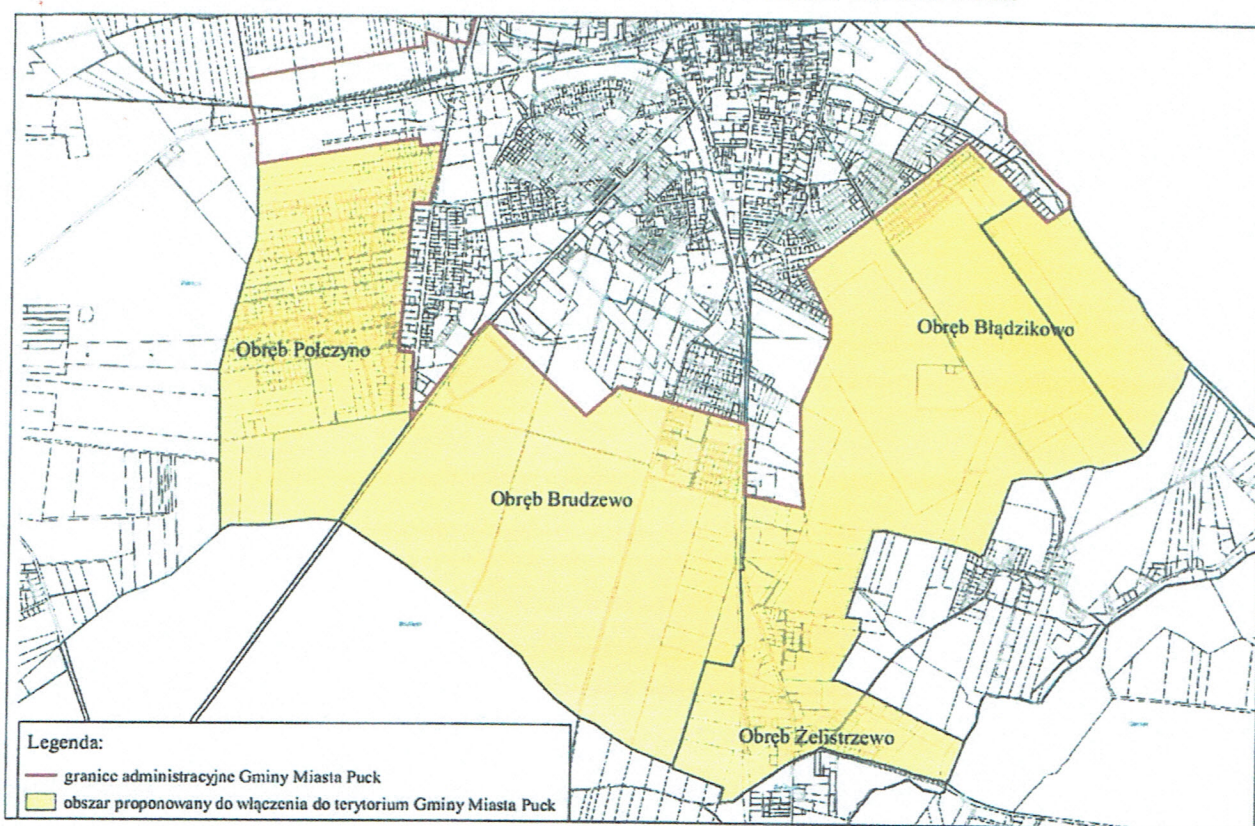 Obręb Błądzikowo
Obręb Połczyno
Obręb Brudzewo
Obręb Żelistrzewo
Legenda:
granice administracyjne Gminy Miasta Puck
obszar proponowany do włączenia do terytorium Gminy Miasta Puck